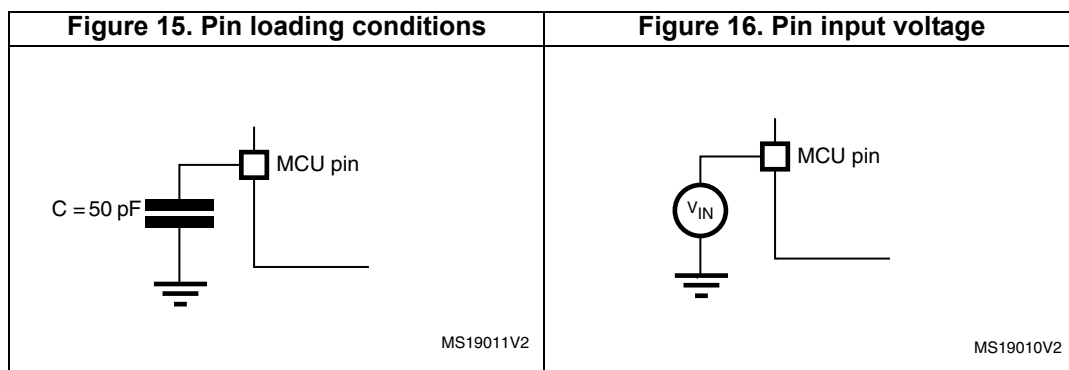 Figure 15. Pin loading conditions
Figure 16. Pin input voltage
MCU pin
C = 50 pF
MS19011V2
MCU pin
VIN
MS19010V2